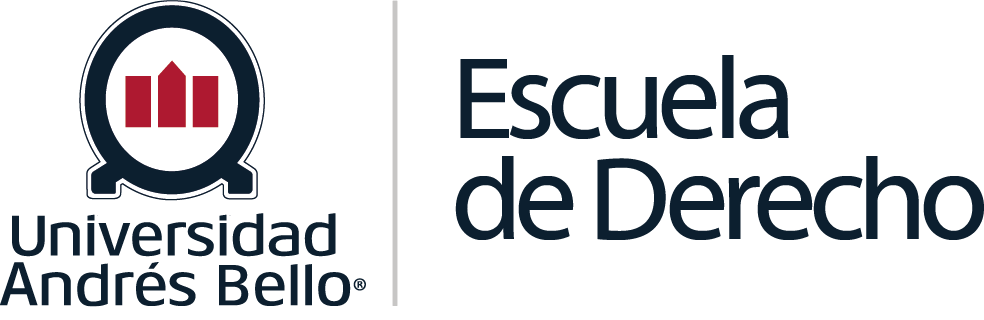 Universidad
Andrés Bello®
Escuela
de Derecho